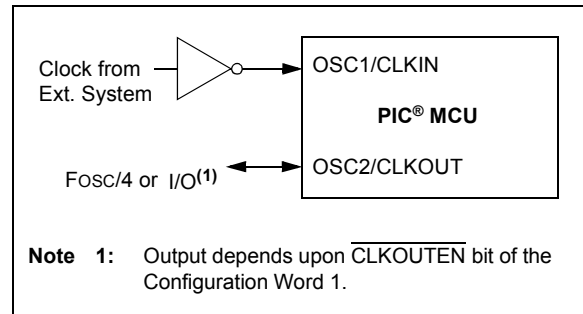 Clock from
Ext. System
OSC1/CLKIN
PIC® MCU
FOSC/4 or I/O(1)
OSC2/CLKOUT
Note 1: Output depends upon CLKOUTEN bit of the
Configuration Word 1.